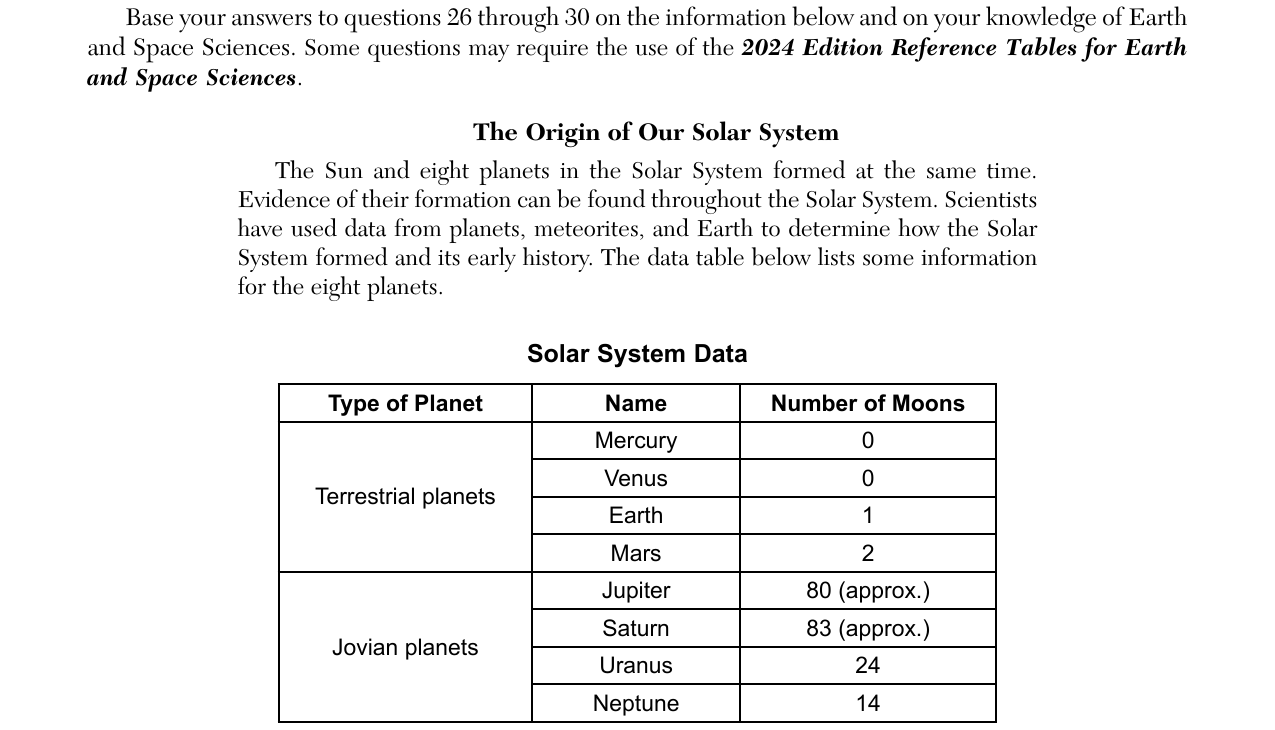 Base your answers to questions 26 through 30 on the information below and on your knowledge of Earth
and Space Sciences. Some questions may require the use of the 2024 Edition Reference Tables for Earth
and Space Sciences.
The Origin of Our Solar System
The Sun and eight planets in the Solar System formed at the same time.
Evidence of their formation can be found throughout the Solar System. Scientists
have used data from planets, meteorites, and Earth to determine how the Solar
System formed and its early history. The data table below lists some information
for the eight planets.
Solar System Data
Type of Planet Name Number of Moons
Terrestrial planets
Mercury 0
Venus 0
Earth 1
Mars 2
Jovian planets
Jupiter 80 (approx.)
Saturn 83 (approx.)
Uranus 24
Neptune 14